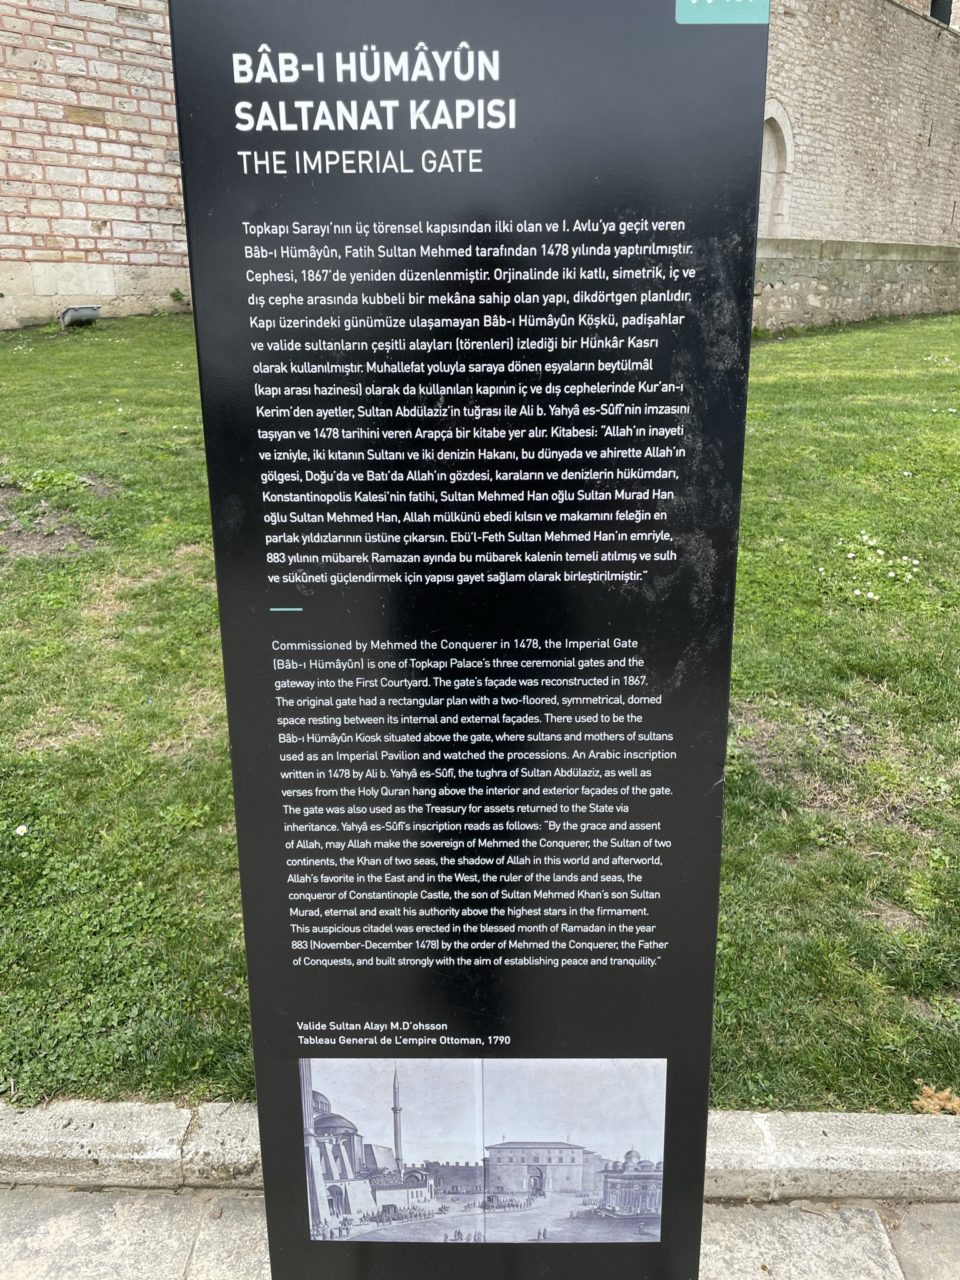 BÂB-I HÜMÂYÛN
SALTANAT KAPISI
THE IMPERIAL GATE
Topkapı Sarayı'nın üç törensel kapısından ilki olan ve I. Avlu'ya geçit veren
Bâb-ı Hümâyûn, Fatih Sultan Mehmed tarafından 1478 yılında yaptırılmıştır.
Cephesi, 1867'de yeniden düzenlenmiştir. Orjinalinde iki katlı, simetrik, iç ve
dış cephe arasında kubbeli bir mekâna sahip olan yapı, dikdörtgen planlıdır.
Kapı üzerindeki günümüze ulaşamayan Bâb-ı Hümâyûn Köşkü, padişahlar
ve valide sultanların çeşitli alayları (törenleri) izlediği bir Hünkâr Kasrı
olarak kullanılmıştır. Muhallefat yoluyla saraya dönen eşyaların beytülmâl
(kapı arası hazinesi) olarak da kullanılan kapının iç ve dış cephelerinde Kur'an-ı
Kerim'den ayetler, Sultan Abdülaziz'in tuğrası ile Ali b. Yahyâ es-Sûfî'nin imzasını
taşıyan ve 1478 tarihini veren Arapça bir kitabe yer alır. Kitabesi: "Allah'ın inayeti
ve izniyle, iki kıtanın Sultanı ve iki denizin Hakanı, bu dünyada ve ahirette Allah'ın
gölgesi, Doğu'da ve Batı'da Allah'ın gözdesi, karaların ve denizlerin hükümdarı,
Konstantinopolis Kalesi'nin fatihi, Sultan Mehmed Han oğlu Sultan Murad Han
oğlu Sultan Mehmed Han, Allah mülkünü ebedi kılsın ve makamını feleğin en
parlak yıldızlarının üstüne çıkarsın. Ebü'l-Feth Sultan Mehmed Han'ın emriyle,
883 yılının mübarek Ramazan ayında bu mübarek kalenin temeli atılmış ve sulh
ve sükûneti güçlendirmek için yapısı gayet sağlam olarak birleştirilmiştir."
Commissioned by Mehmed the Conquerer in 1478, the Imperial Gate
(Bâb-ı Hümâyûn) is one of Topkapı Palace's three ceremonial gates and the
gateway into the First Courtyard. The gate's façade was reconstructed in 1867.
The original gate had a rectangular plan with a two-floored, symmetrical, domed
space resting between its internal and external façades. There used to be the
Bâb-ı Hümâyûn Kiosk situated above the gate, where sultans and mothers of sultans
used as an Imperial Pavilion and watched the processions. An Arabic inscription
written in 1478 by Ali b. Yahyâ es-Sûfî, the tughra of Sultan Abdülaziz, as well as
verses from the Holy Quran hang above the interior and exterior façades of the gate.
The gate was also used as the Treasury for assets returned to the State via
inheritance. Yahyâ es-Sûfî's inscription reads as follows: "By the grace and assent
of Allah, may Allah make the sovereign of Mehmed the Conquerer, the Sultan of two
continents, the Khan of two seas, the shadow of Allah in this world and afterworld,
Allah's favorite in the East and in the West, the ruler of the lands and seas, the
conqueror of Constantinople Castle, the son of Sultan Mehmed Khan's son Sultan
Murad, eternal and exalt his authority above the highest stars in the firmament.
This auspicious citadel was erected in the blessed month of Ramadan in the year
883 (November-December 1478) by the order of Mehmed the Conquerer, the Father
of Conquests, and built strongly with the aim of establishing peace and tranquility."
Valide Sultan Alayı M.D'ohsson
Tableau General de L'empire Ottoman, 1790